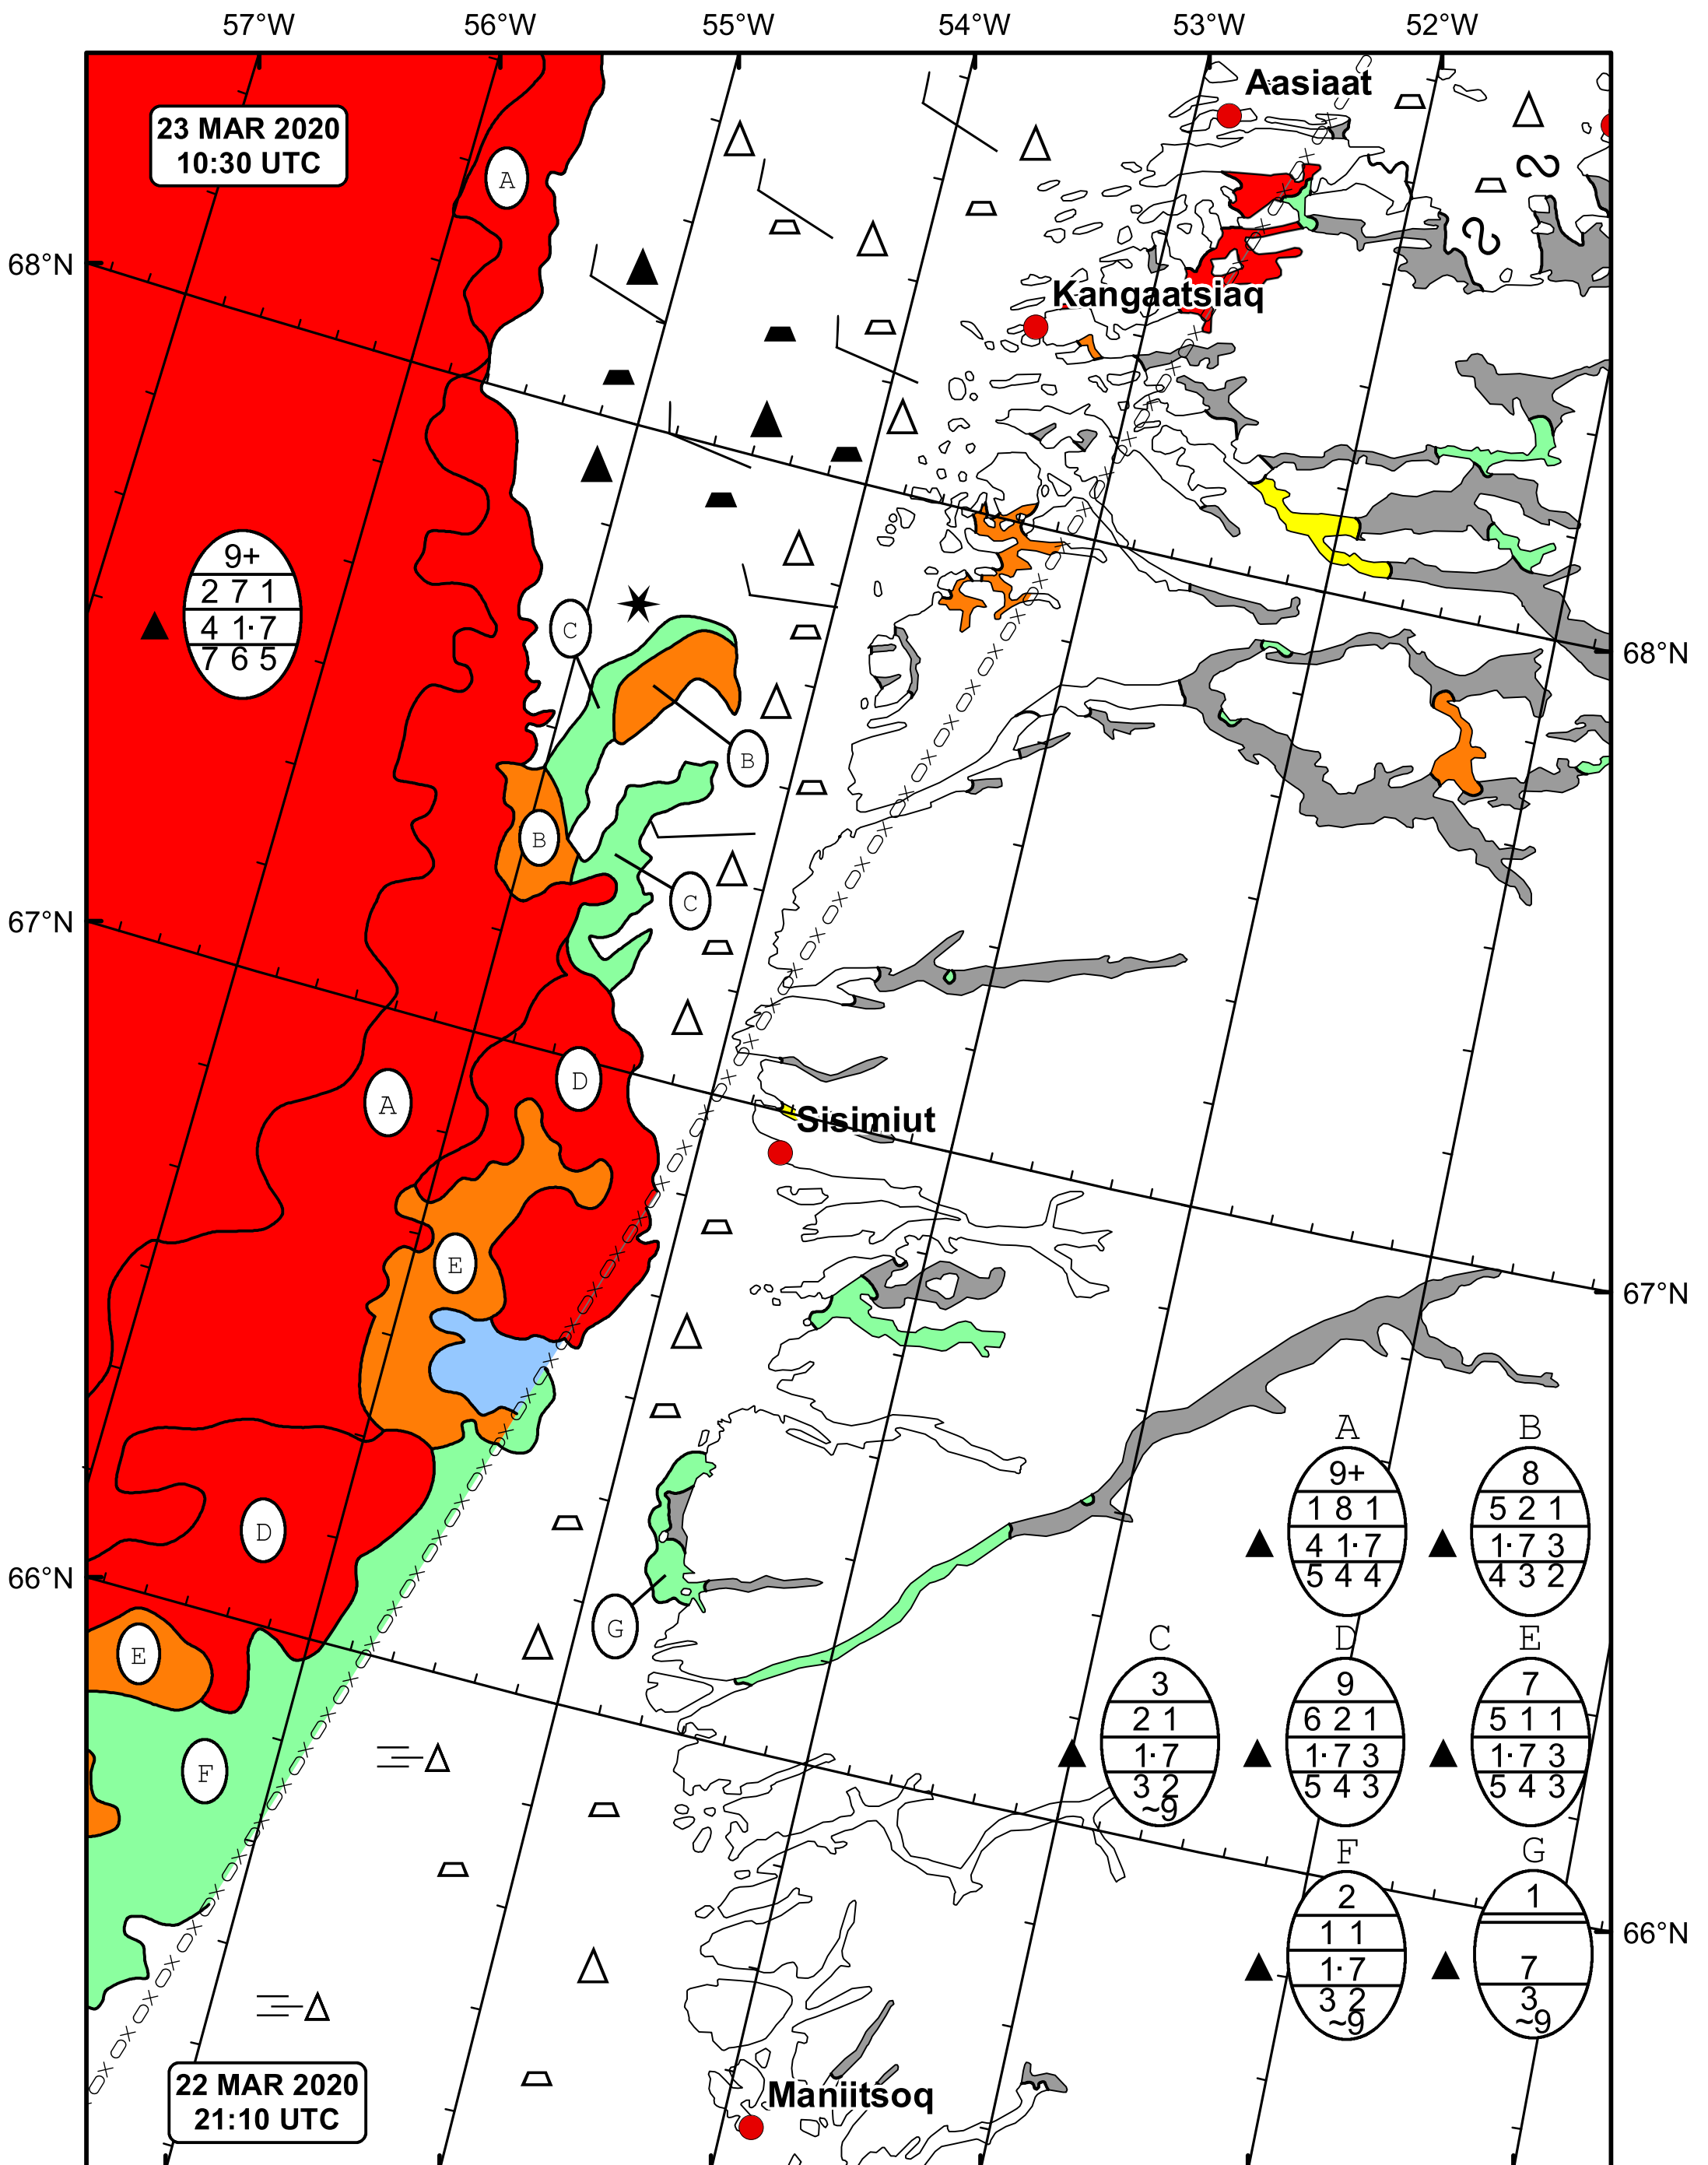 57°W 56°W 55°W 54°W 53°W 52°W
Aasiaat
23 MAR 2020
10:30 UTC
A
68°N
Kangaatsiaq
9+
2 7 1
4 1· 7
7 6 5
C
68°N
B
B
C
67°N
D
A
Sisimiut
E
67°N
D
66°N
G
E
F
A
9+
1 8 1
4 1· 7
5 4 4
B
8
5 2 1
1· 7 3
4 3 2
C
3
2 1
1· 7
3 2
~9
D
9
6 2 1
1· 7 3
5 4 3
E
7
5 1 1
1· 7 3
5 4 3
F
2
1 1
1· 7
3 2
~9
G
1
7
3
~9
66°N
22 MAR 2020
21:10 UTC
Maniitsoq